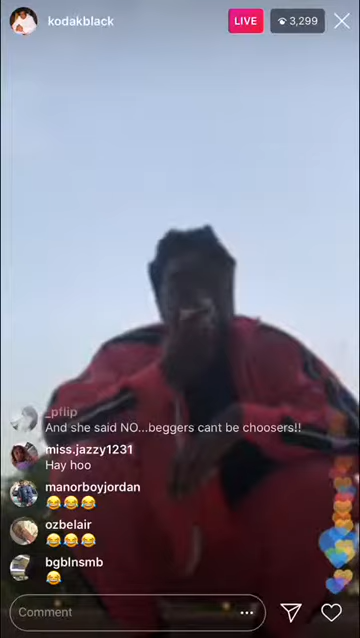 kodakblack LIVE 3,299
_pflip
And she said NO...beggers cant be choosers!!
miss.jazzy1231
Hay hoo
manorboyjordan
😂😂😂
ozbelair
😂😂😂
bgblnsmb
😂
Comment